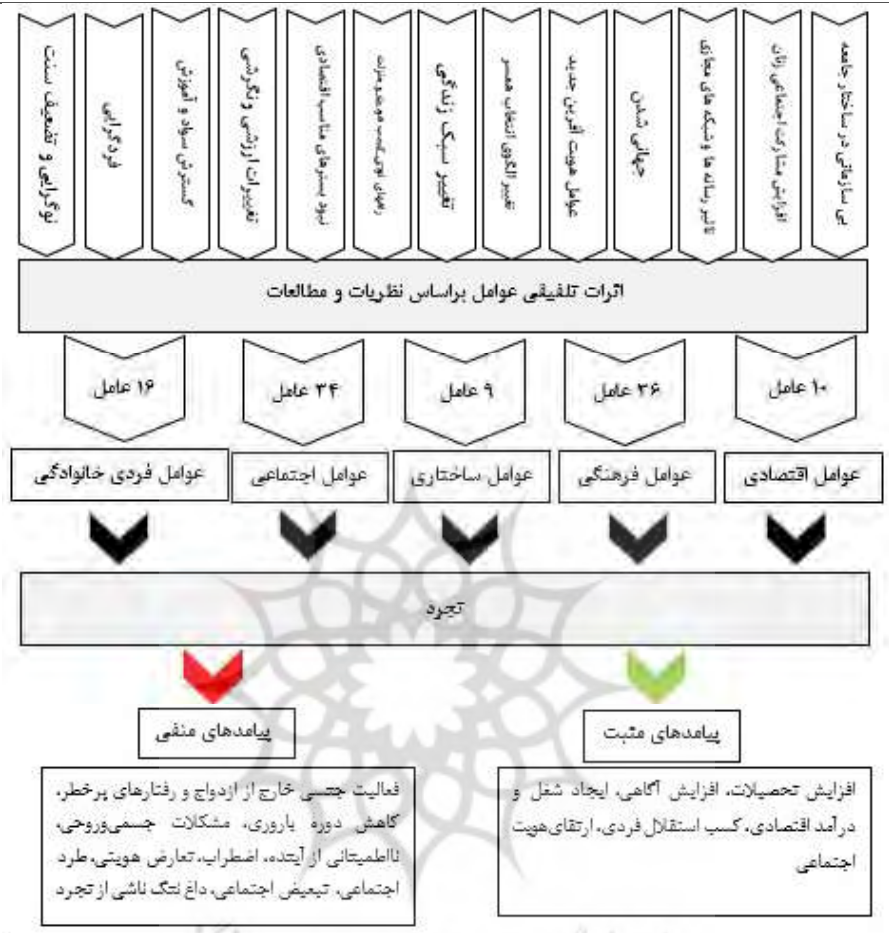 بی سازمانی در ساختار جامعه
افزایش مشارکت اجتماعی زنان
تاثیر رسانه ها و شبکه های مجازی
جهانی شدن
عوامل هویت آفرین جدید
تغییر الگوی انتخاب همسر
تغییر سبک زندگی
نبود بسترهای مناسب اقتصادی
تغییرات ارزشی و نگرشی
گسترش سواد و آموزش
فردگرایی
نوگرایی و تضعیف سنت
اثرات تلفیقی عوامل براساس نظریات و مطالعات
۱۰ عامل
۳۶ عامل
۹ عامل
۳۴ عامل
۱۶ عامل
عوامل اقتصادی
عوامل فرهنگی
عوامل ساختاری
عوامل اجتماعی
عوامل فردی خانوادگی
تجرد
پیامدهای مثبت
پیامدهای منفی
افزایش تحصیلات، افزایش آگاهی، ایجاد شغل و
درآمد اقتصادی، کسب استقلال فردی، ارتقای هویت
اجتماعی
فعالیت جنسی خارج از ازدواج و رفتارهای پرخطر،
کاهش دوره باروری، مشکلات جسمی‌وروحی،
نااطمینانی از آینده، اضطراب، تعارض هویتی، طرد
اجتماعی، تبعیض اجتماعی، داغ ننگ ناشی از تجرد